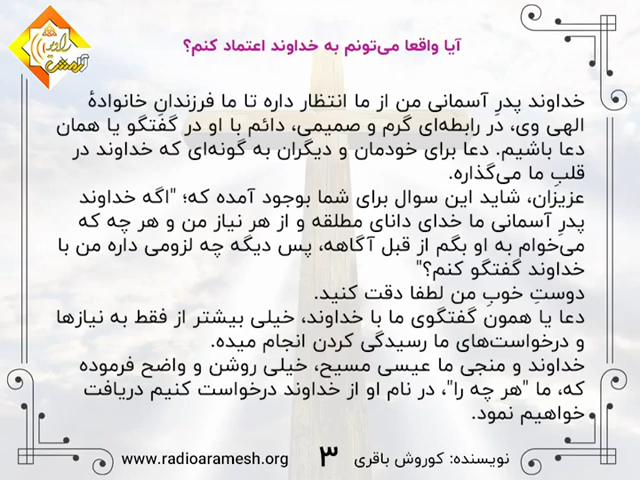 رادیو
آرامش
آیا واقعا می‌تونم به خداوند اعتماد کنم؟
خداوند پدرِ آسمانی من از ما انتظار داره تا ما فرزندانِ خانوادهٔ
الهی وی، در رابطه‌ای گرم و صمیمی، دائم با او در گفتگو یا همان
دعا باشیم. دعا برای خودمان و دیگران به گونه‌ای که خداوند در
قلبِ ما می‌گذاره.
عزیزان، شاید این سوال برای شما بوجود آمده که؛ "اگه خداوند
پدرِ آسمانی ما خدای دانای مطلقه و از هر نیاز من و هر چه که
می‌خوام به او بگم از قبل آگاهه، پس دیگه چه لزومی داره من با
خداوند گفتگو کنم؟"
دوستِ خوبِ من لطفا دقت کنید.
دعا یا همون گفتگوی ما با خداوند، خیلی بیشتر از فقط به نیازها
و درخواست‌های ما رسیدگی کردن انجام میده.
خداوند و منجی ما عیسی مسیح، خیلی روشن و واضح فرموده
که، ما "هر چه را"، در نام او از خداوند درخواست کنیم دریافت
خواهیم نمود.
نویسنده: کوروش باقری ۳ www.radioaramesh.org